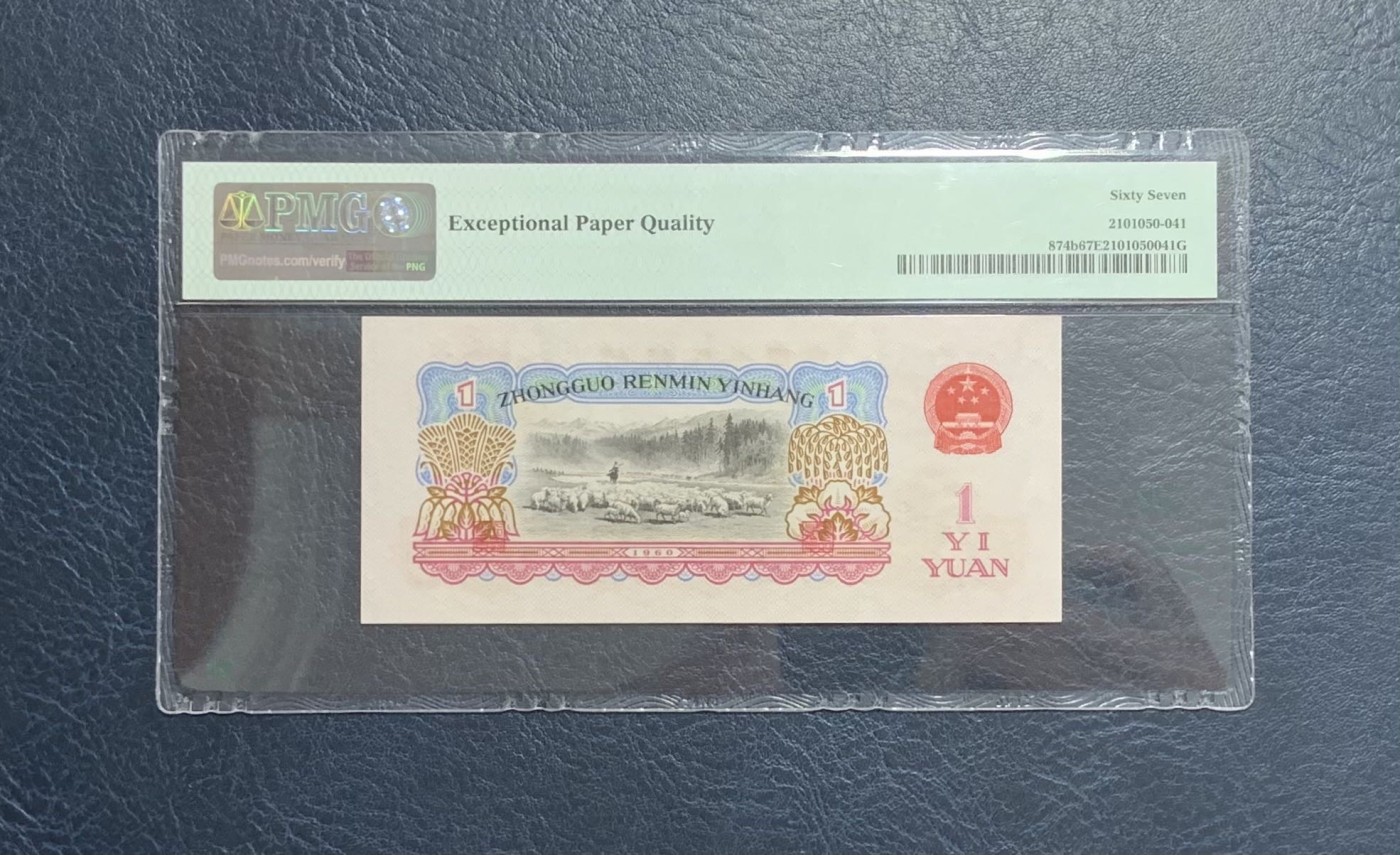 PMG
PMGnotes.com/verify
PNG
Exceptional Paper Quality
Sixty Seven
2101050-041
874b67E2101050041G
1
ZHONGGUO RENMIN YINHANG
1
1960
1
YI
YUAN